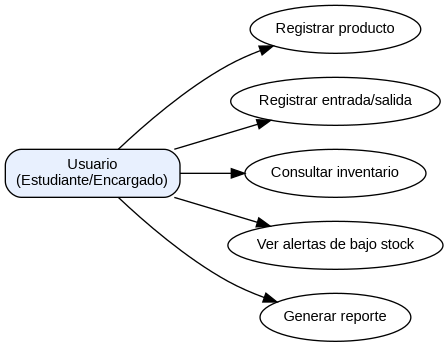 Registrar producto
Registrar entrada/salida
Usuario
(Estudiante/Encargado)
Consultar inventario
Ver alertas de bajo stock
Generar reporte